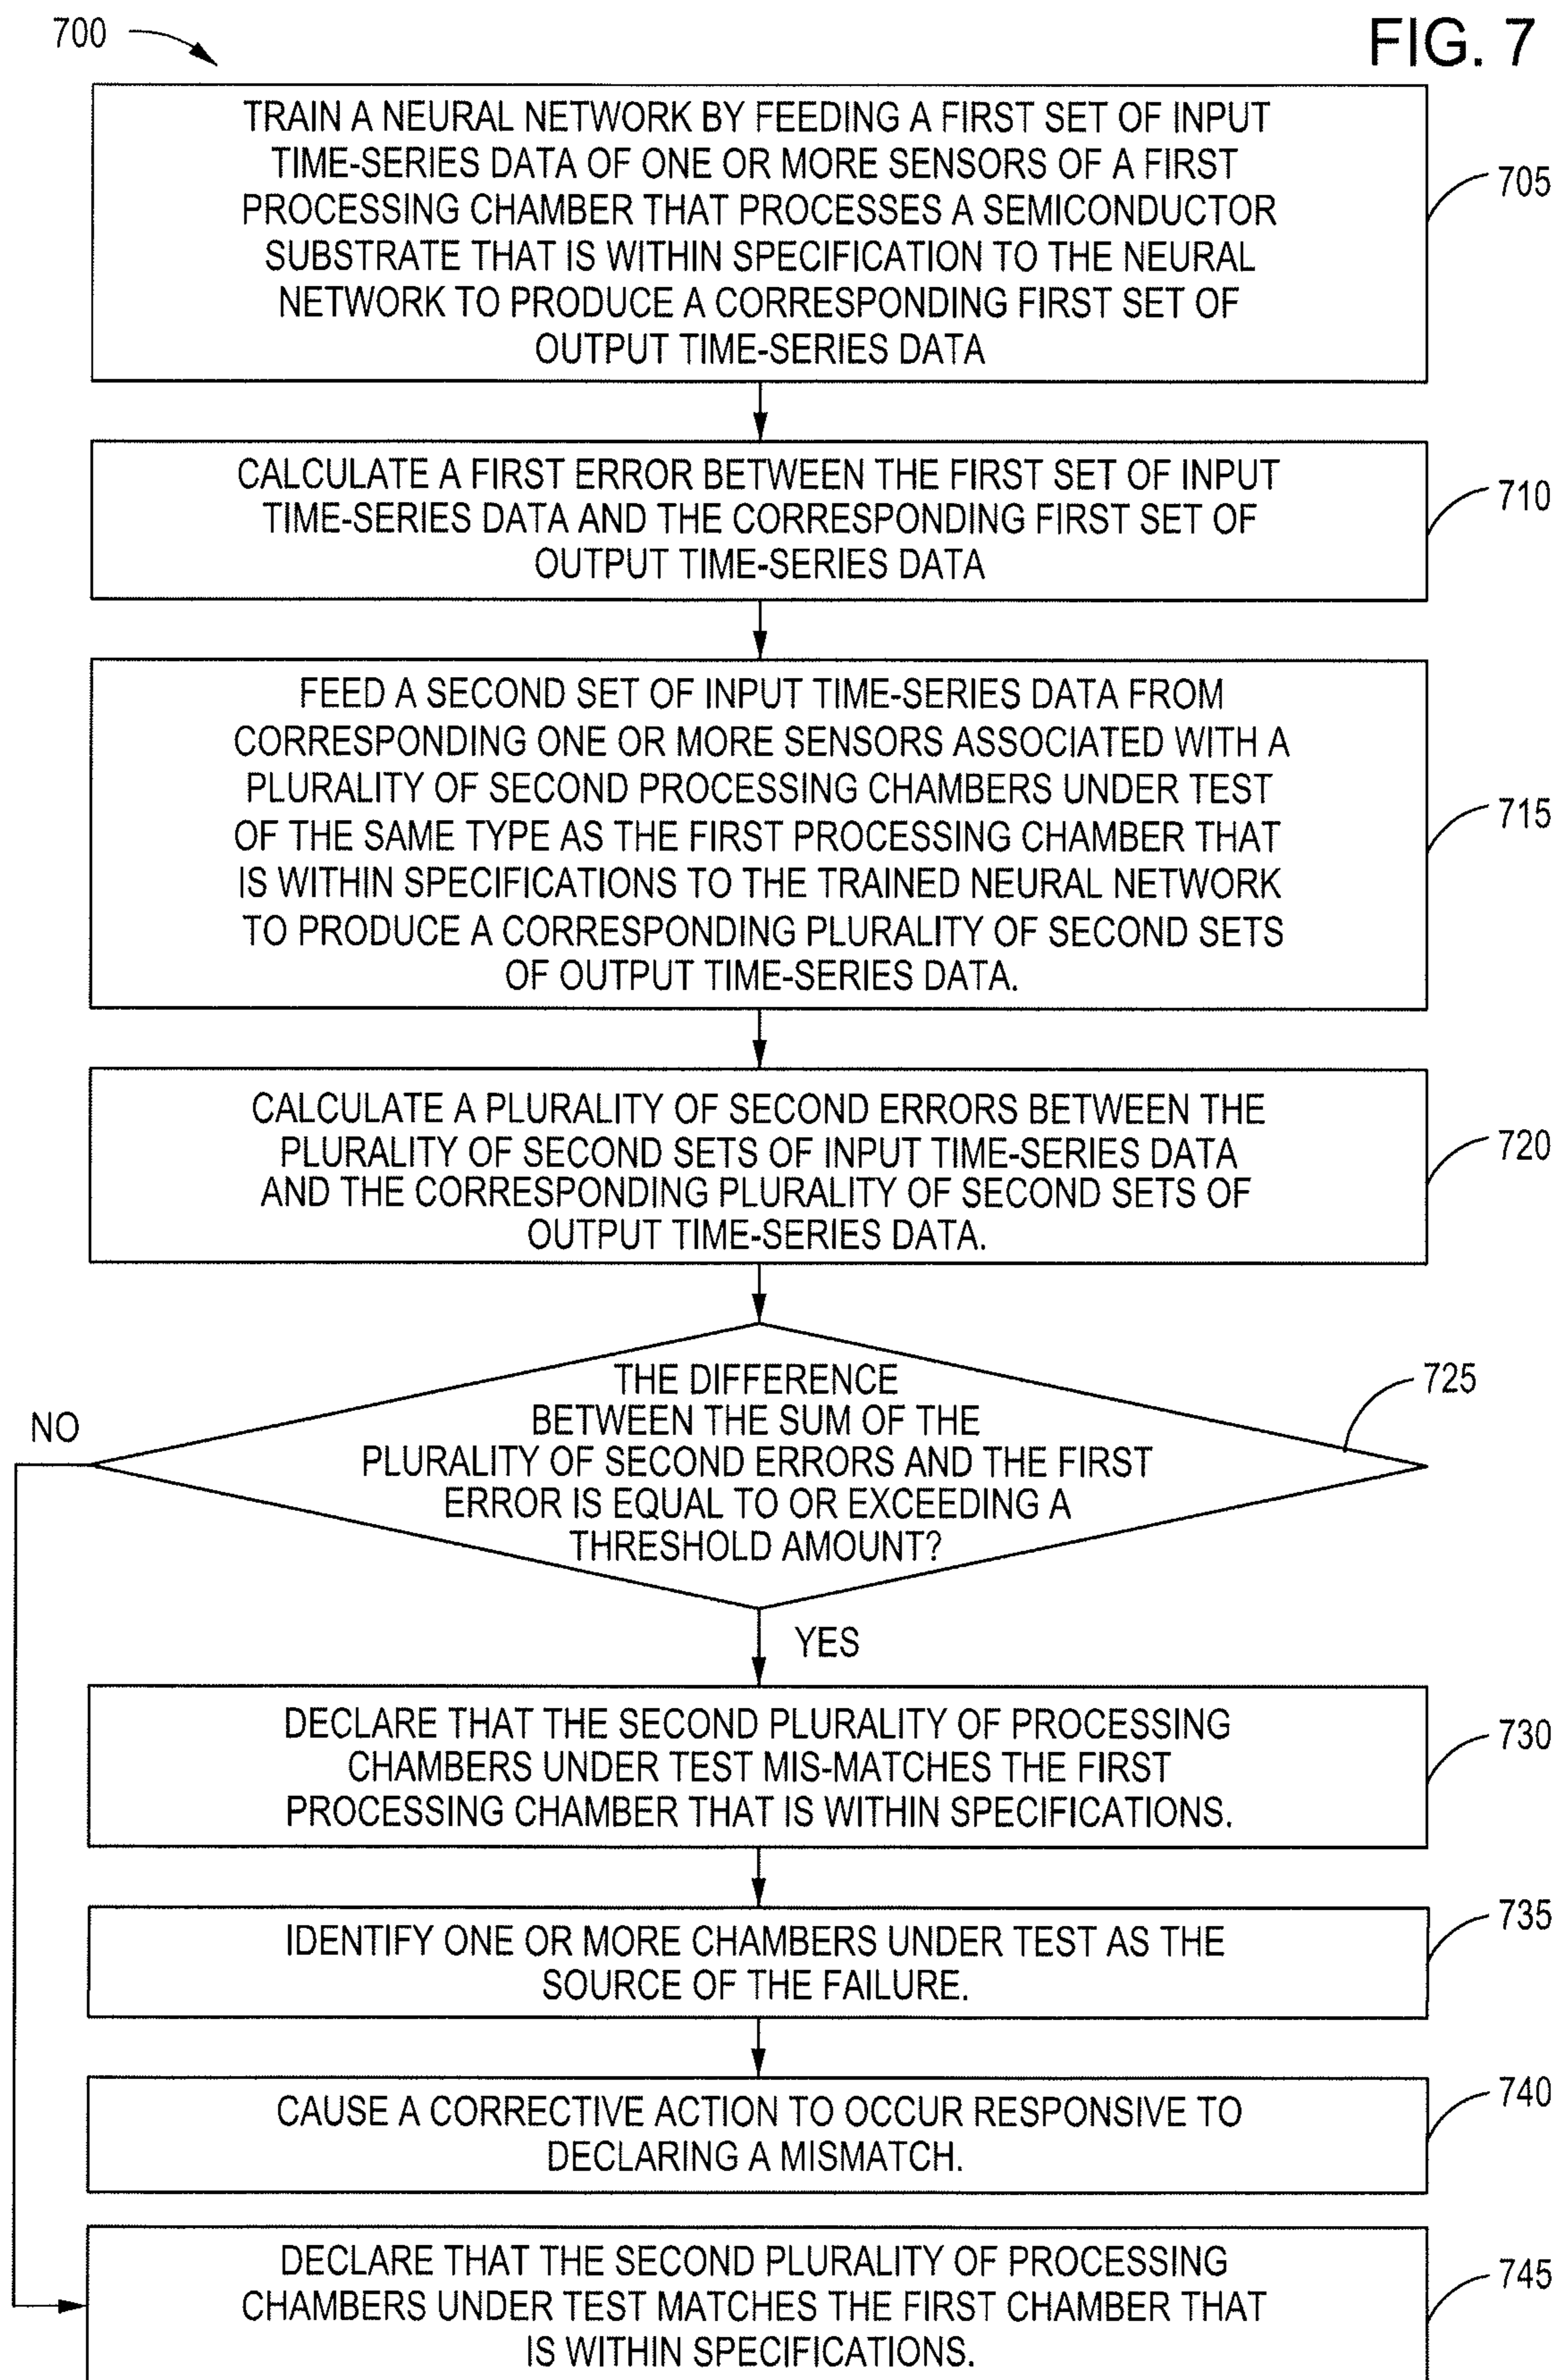 700
FIG. 7
TRAIN A NEURAL NETWORK BY FEEDING A FIRST SET OF INPUT
TIME-SERIES DATA OF ONE OR MORE SENSORS OF A FIRST
PROCESSING CHAMBER THAT PROCESSES A SEMICONDUCTOR
SUBSTRATE THAT IS WITHIN SPECIFICATION TO THE NEURAL
NETWORK TO PRODUCE A CORRESPONDING FIRST SET OF
OUTPUT TIME-SERIES DATA
705
CALCULATE A FIRST ERROR BETWEEN THE FIRST SET OF INPUT
TIME-SERIES DATA AND THE CORRESPONDING FIRST SET OF
OUTPUT TIME-SERIES DATA
710
FEED A SECOND SET OF INPUT TIME-SERIES DATA FROM
CORRESPONDING ONE OR MORE SENSORS ASSOCIATED WITH A
PLURALITY OF SECOND PROCESSING CHAMBERS UNDER TEST
OF THE SAME TYPE AS THE FIRST PROCESSING CHAMBER THAT
IS WITHIN SPECIFICATIONS TO THE TRAINED NEURAL NETWORK
TO PRODUCE A CORRESPONDING PLURALITY OF SECOND SETS
OF OUTPUT TIME-SERIES DATA.
715
CALCULATE A PLURALITY OF SECOND ERRORS BETWEEN THE
PLURALITY OF SECOND SETS OF INPUT TIME-SERIES DATA
AND THE CORRESPONDING PLURALITY OF SECOND SETS OF
OUTPUT TIME-SERIES DATA.
720
THE DIFFERENCE
BETWEEN THE SUM OF THE
PLURALITY OF SECOND ERRORS AND THE FIRST
ERROR IS EQUAL TO OR EXCEEDING A
THRESHOLD AMOUNT?
725
NO
YES
DECLARE THAT THE SECOND PLURALITY OF PROCESSING
CHAMBERS UNDER TEST MIS-MATCHES THE FIRST
PROCESSING CHAMBER THAT IS WITHIN SPECIFICATIONS.
730
IDENTIFY ONE OR MORE CHAMBERS UNDER TEST AS THE
SOURCE OF THE FAILURE.
735
CAUSE A CORRECTIVE ACTION TO OCCUR RESPONSIVE TO
DECLARING A MISMATCH.
740
DECLARE THAT THE SECOND PLURALITY OF PROCESSING
CHAMBERS UNDER TEST MATCHES THE FIRST CHAMBER THAT
IS WITHIN SPECIFICATIONS.
745